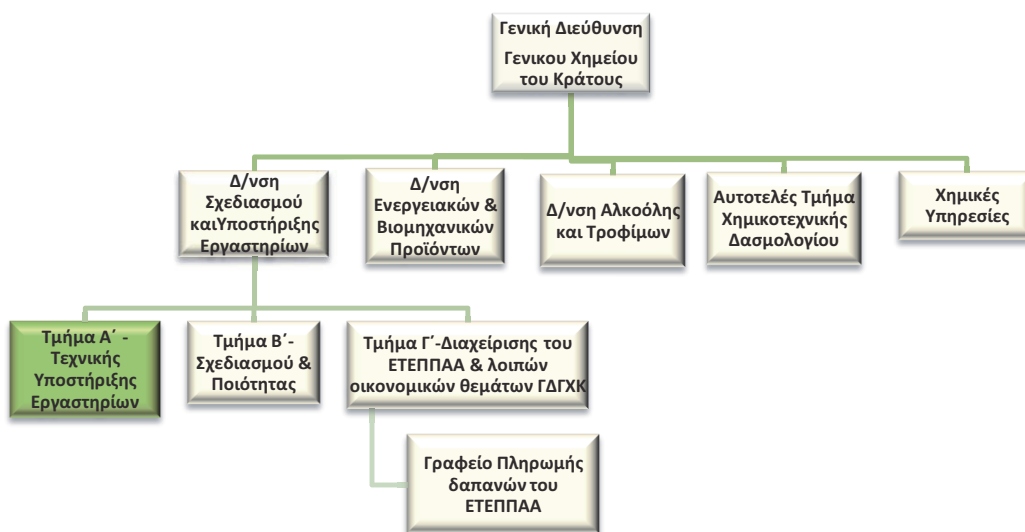 Γενική Διεύθυνση
Γενικου Χημείου
του Κράτους
Δ/νση
Σχεδιασμού
καιΥποστήριξης
Εργαστηρίων
Δ/νση
Ενεργειακών &
Βιομηχανικών
Προϊόντων
Δ/νση Αλκοόλης
και Τροφίμων
Αυτοτελές Τμήμα
Χημικοτεχνικής
Δασμολογίου
Χημικές
Υπηρεσίες
Τμήμα Α΄ -
Τεχνικής
Υποστήριξης
Εργαστηρίων
Τμήμα Β΄-
Σχεδιασμού &
Ποιότητας
Τμήμα Γ΄-Διαχείρισης του
ΕΤΕΠΠΑΑ & λοιπών
οικονομικών θεμάτων ΓΔΓΧΚ
Γραφείο Πληρωμής
δαπανών του
ΕΤΕΠΠΑΑ